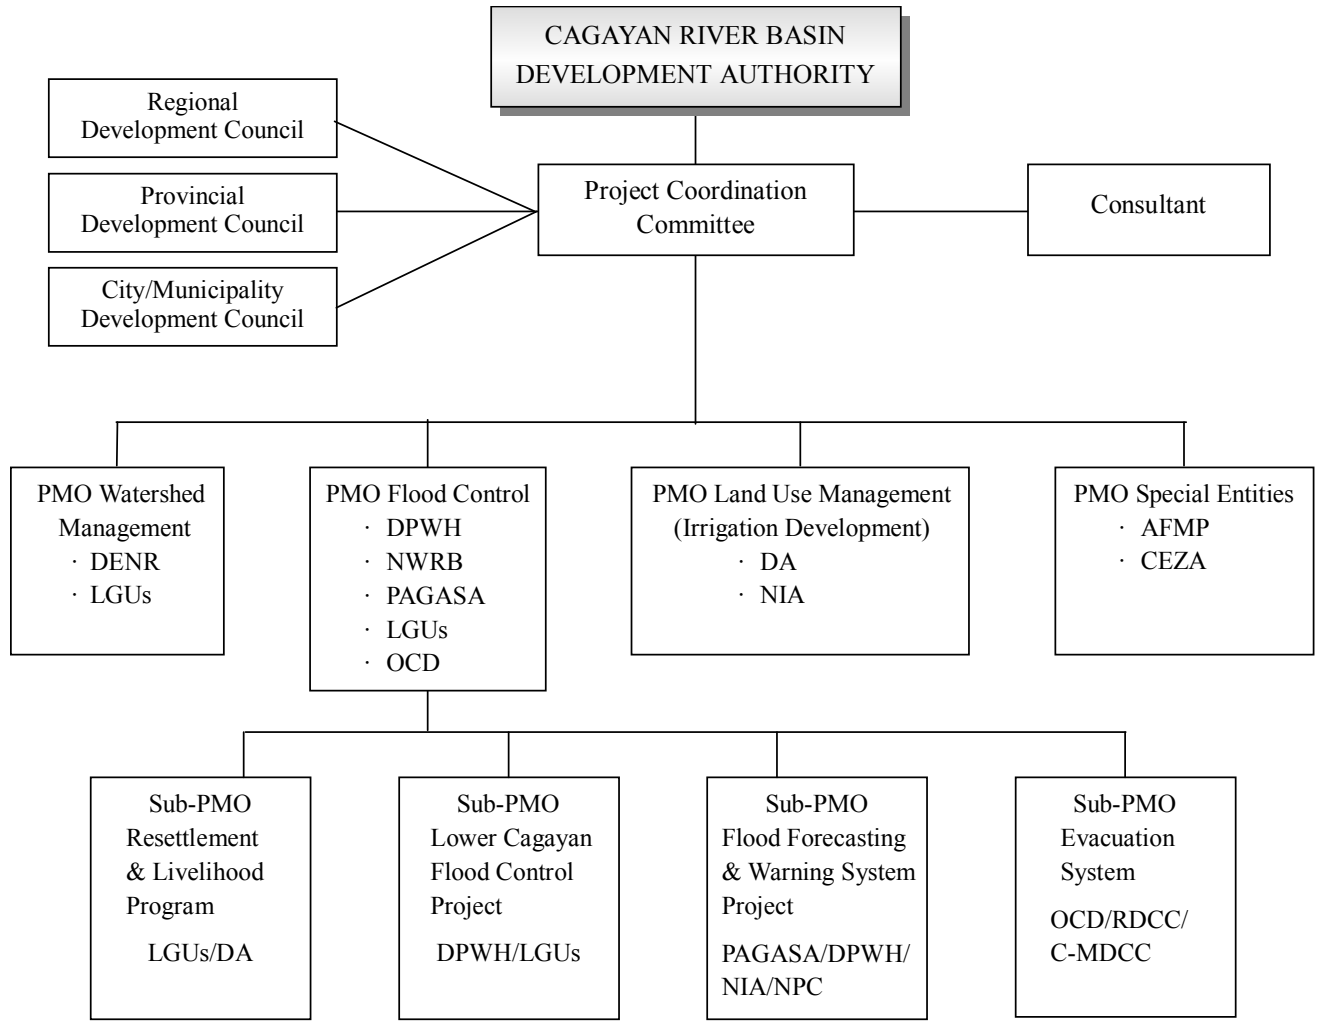 CAGAYAN RIVER BASIN
DEVELOPMENT AUTHORITY
Regional
Development Council
Provincial
Development Council
City/Municipality
Development Council
Project Coordination
Committee
Consultant
PMO Watershed
Management
· DENR
· LGUs
PMO Flood Control
· DPWH
· NWRB
· PAGASA
· LGUs
· OCD
PMO Land Use Management
(Irrigation Development)
· DA
· NIA
PMO Special Entities
· AFMP
· CEZA
Sub-PMO
Resettlement
& Livelihood
Program
LGUs/DA
Sub-PMO
Lower Cagayan
Flood Control
Project
DPWH/LGUs
Sub-PMO
Flood Forecasting
& Warning System
Project
PAGASA/DPWH/
NIA/NPC
Sub-PMO
Evacuation
System
OCD/RDCC/
C-MDCC